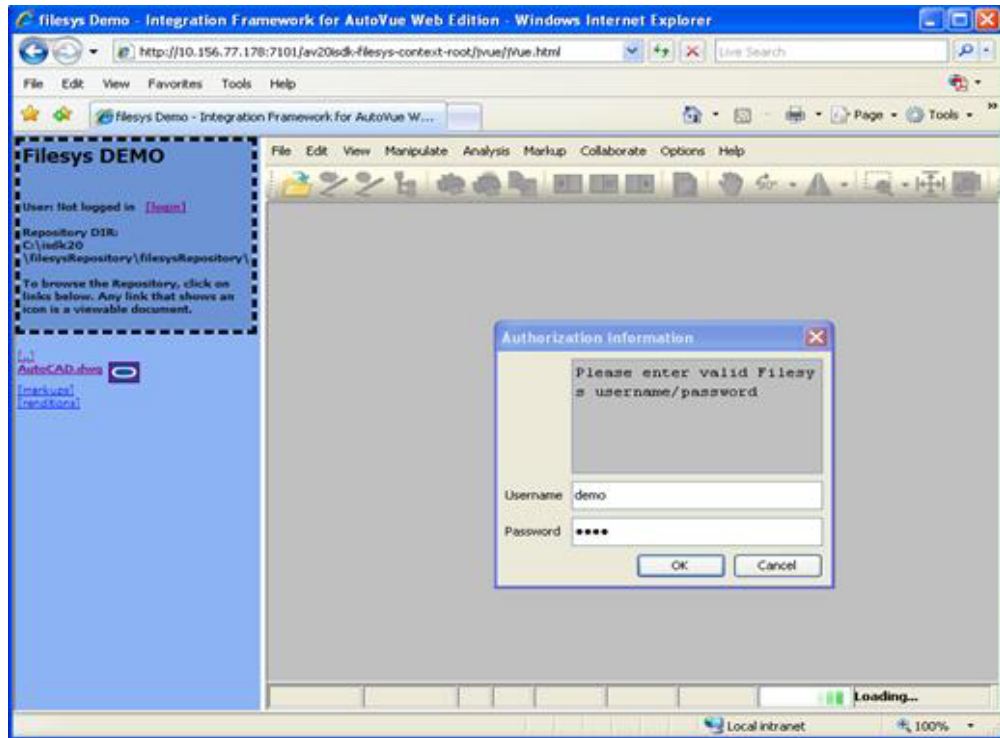 filesys Demo - Integration Framework for AutoVue Web Edition - Windows Internet Explorer
http://10.156.77.178:7101/av20isdk-filesys-context-root/jvue/jVue.html
Live Search
File Edit View Favorites Tools Help
filesys Demo - Integration Framework for AutoVue W...
Page
Tools
Filesys DEMO
User: Not logged in [login]
Repository DIR:
C:\isdk20
\filesysRepository\filesysRepository\
To browse the Repository, click on
links below. Any link that shows an
icon is a viewable document.
[..]
AutoCAD.dwg
[markups]
[renditions]
File Edit View Manipulate Analysis Markup Collaborate Options Help
Authorization Information
Please enter valid Filesy
s username/password
Username demo
Password ••••
OK Cancel
Loading...
Local intranet
100%